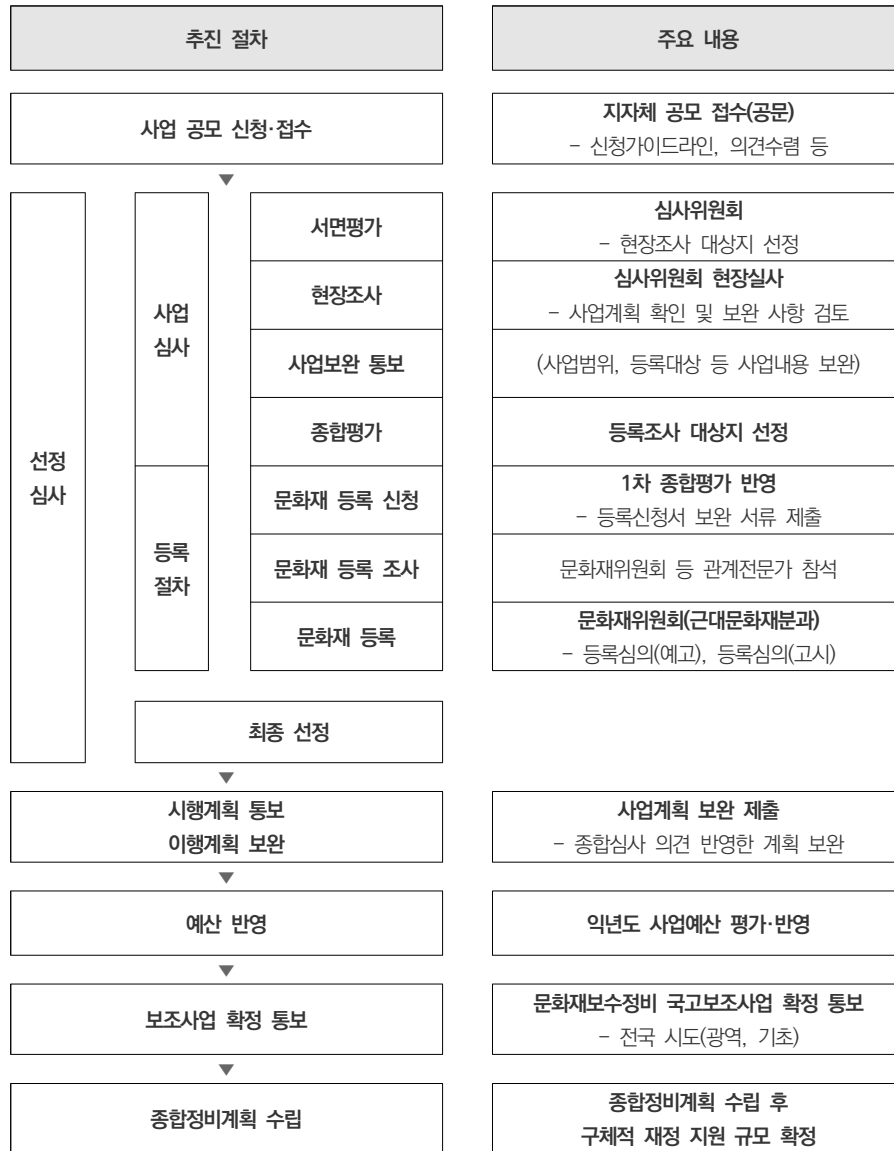 추진 절차
주요 내용
사업 공모 신청·접수
지자체 공모 접수(공문)
- 신청가이드라인, 의견수렴 등
▼
선정
심사
사업
심사
서면평가
심사위원회
- 현장조사 대상지 선정
현장조사
심사위원회 현장실사
- 사업계획 확인 및 보완 사항 검토
사업보완 통보
(사업범위, 등록대상 등 사업내용 보완)
종합평가
등록조사 대상지 선정
등록
절차
문화재 등록 신청
1차 종합평가 반영
- 등록신청서 보완 서류 제출
문화재 등록 조사
문화재위원회 등 관계전문가 참석
문화재 등록
문화재위원회(근대문화재분과)
- 등록심의(예고), 등록심의(고시)
최종 선정
▼
시행계획 통보
이행계획 보완
사업계획 보완 제출
- 종합심사 의견 반영한 계획 보완
▼
예산 반영
익년도 사업예산 평가·반영
▼
보조사업 확정 통보
문화재보수정비 국고보조사업 확정 통보
- 전국 시도(광역, 기초)
▼
종합정비계획 수립
종합정비계획 수립 후
구체적 재정 지원 규모 확정